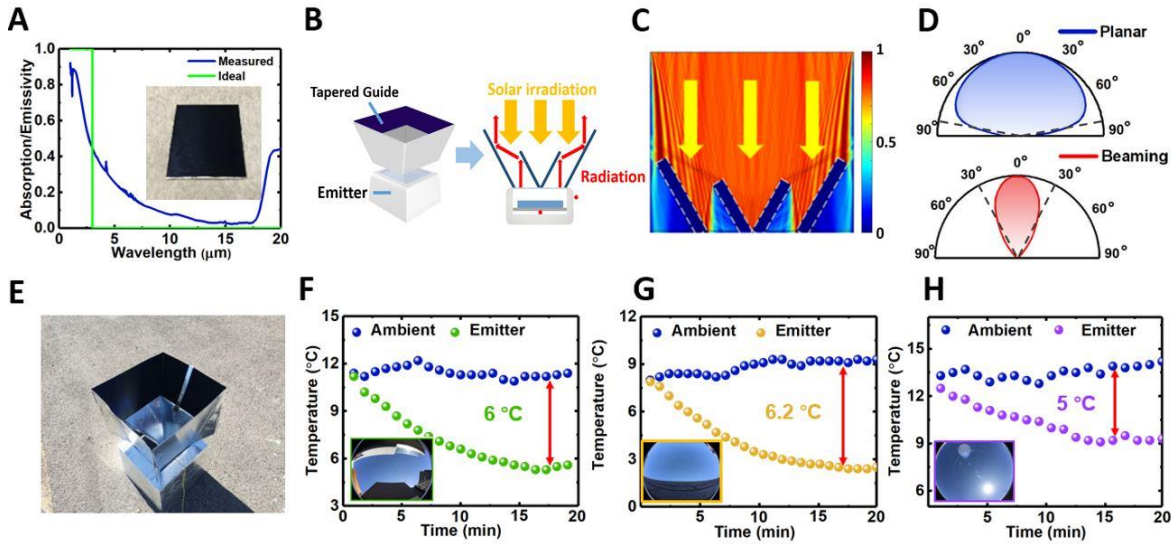 A
Absorption/Emissivity
1.0
0.8
0.6
0.4
0.2
0.0
0
5
10
15
20
Wavelength (μm)
Measured
Ideal
B
Tapered Guide
Emitter
Solar irradiation
Radiation
C
1
0.5
0
D
0°
30°
30°
60°
60°
90°
90°
Planar
0°
30°
30°
60°
60°
90°
90°
Beaming
E
F
Temperature (°C)
15
12
9
6
3
0
0
5
10
15
20
Time (min)
Ambient
Emitter
6 °C
G
Temperature (°C)
12
9
6
3
0
5
10
15
20
Time (min)
Ambient
Emitter
6.2 °C
H
Temperature (°C)
15
12
9
6
5
10
15
20
Time (min)
Ambient
Emitter
5 °C